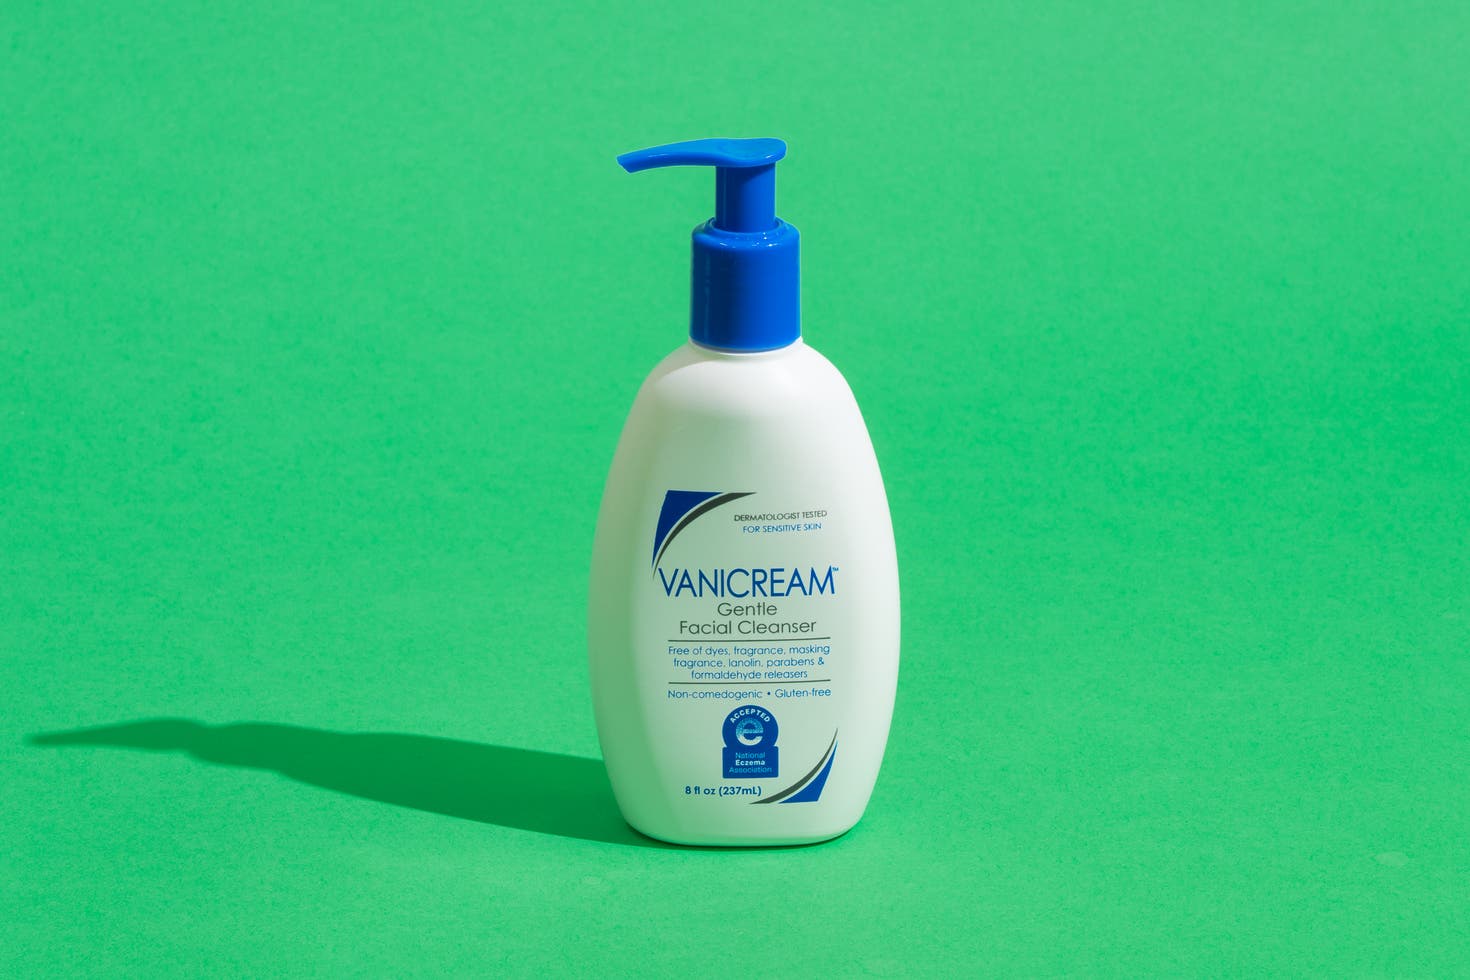 DERMATOLOGIST TESTED
FOR SENSITIVE SKIN
VANICREAM™
Gentle
Facial Cleanser
Free of dyes, fragrance, masking
fragrance, lanolin, parabens &
formaldehyde releasers
Non-comedogenic • Gluten-free
ACCEPTED
e
National
Eczema
Association
8 fl oz (237mL)